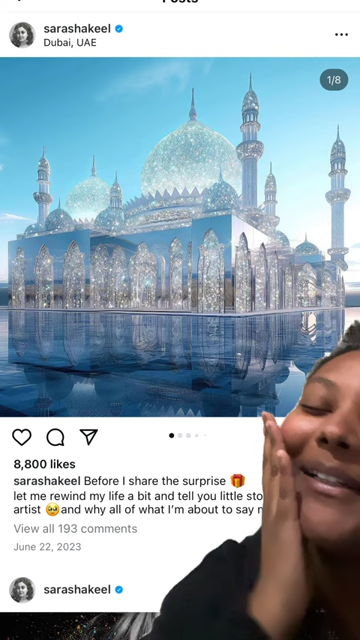 Posts
sarashakeel
Dubai, UAE
1/8
8,800 likes
sarashakeel Before I share the surprise 🎁
let me rewind my life a bit and tell you little
artist 🥹and why all of what I'm about to say
View all 193 comments
June 22, 2023
sarashakeel